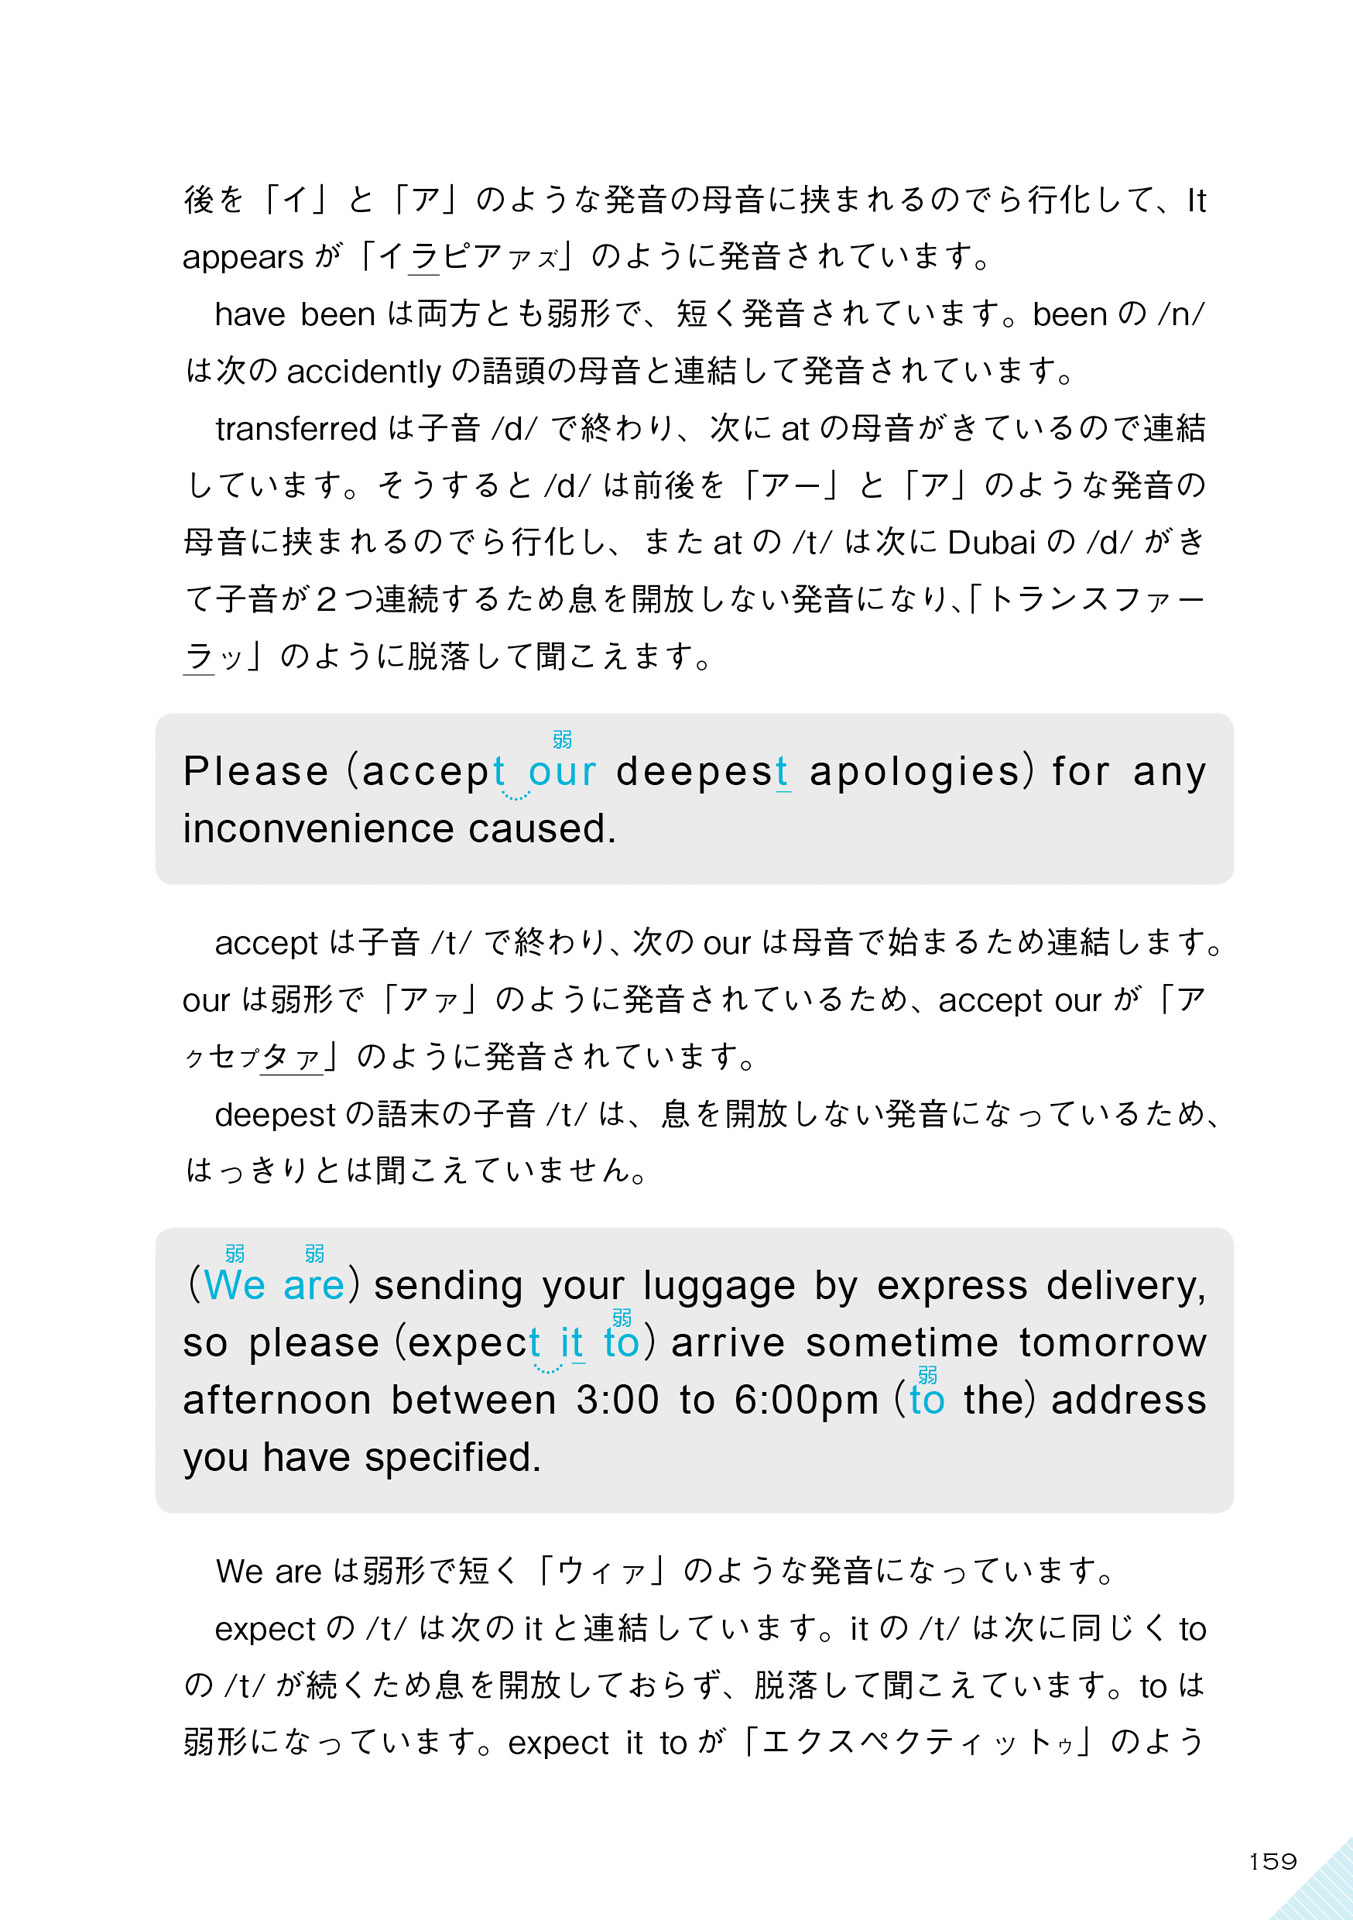 後を「イ」と「ア」のような発音の母音に挟まれるのでら行化して、It
appears が「イラピアァズ」のように発音されています。
have been は両方とも弱形で、短く発音されています。been の /n/
は次の accidently の語頭の母音と連結して発音されています。
transferred は子音 /d/ で終わり、次に at の母音がきているので連結
しています。そうすると /d/ は前後を「アー」と「ア」のような発音の
母音に挟まれるのでら行化し、また at の /t/ は次に Dubai の /d/ がき
て子音が２つ連続するため息を開放しない発音になり、「トランスファー
ラッ」のように脱落して聞こえます。
弱
Please (accept our deepest apologies) for any
inconvenience caused.
accept は子音 /t/ で終わり、次の our は母音で始まるため連結します。
our は弱形で「アァ」のように発音されているため、accept our が「ア
クセプタァ」のように発音されています。
deepest の語末の子音 /t/ は、息を開放しない発音になっているため、
はっきりとは聞こえていません。
弱 弱
(We are) sending your luggage by express delivery,
弱
so please (expect it to) arrive sometime tomorrow
弱
afternoon between 3:00 to 6:00pm (to the) address
you have specified.
We are は弱形で短く「ウィァ」のような発音になっています。
expect の /t/ は次の it と連結しています。it の /t/ は次に同じく to
の /t/ が続くため息を開放しておらず、脱落して聞こえています。to は
弱形になっています。expect it to が「エクスペクティットゥ」のよう
159